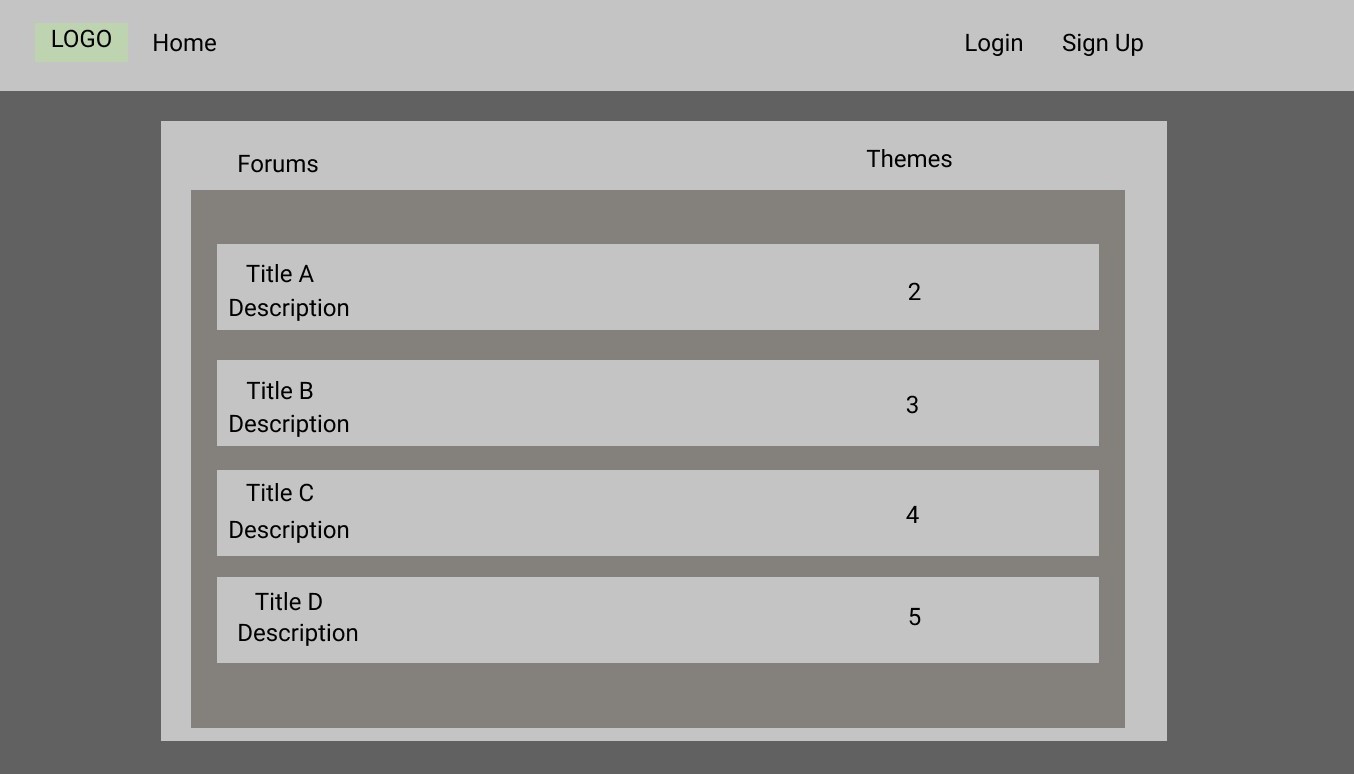 LOGO Home Login Sign Up
Forums Themes
Title A
Description
2
Title B
Description
3
Title C
Description
4
Title D
Description
5